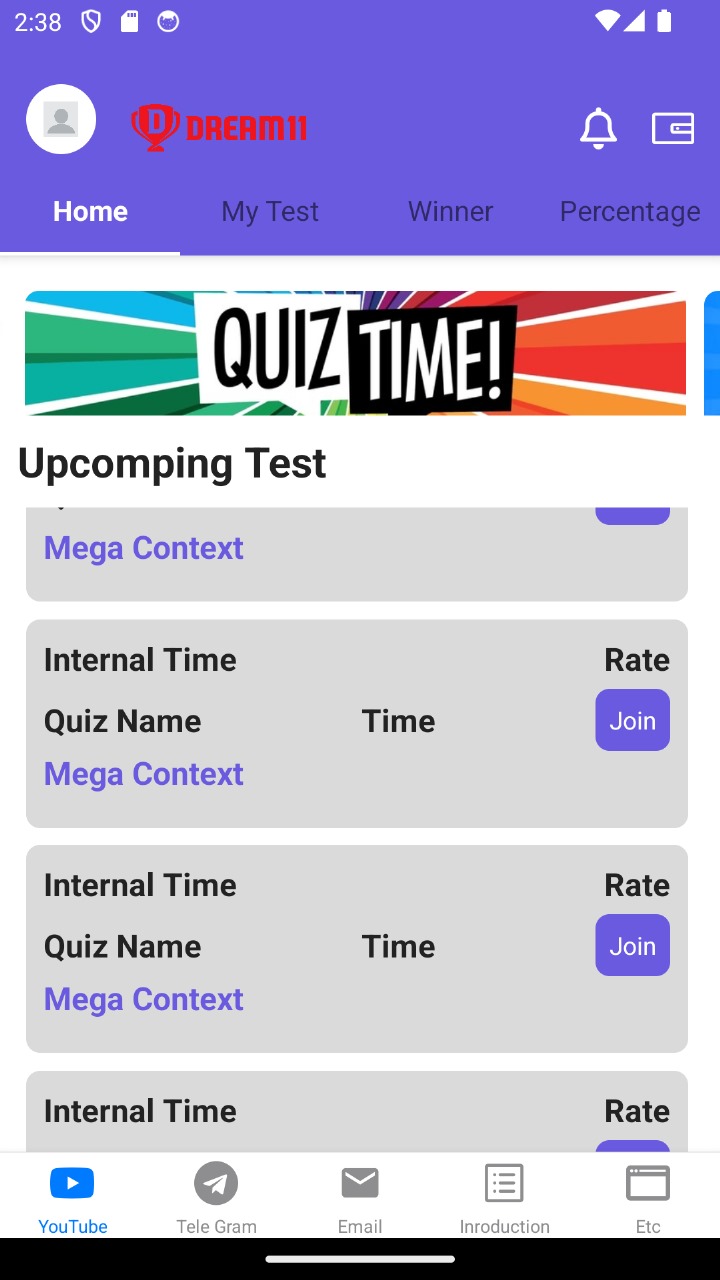 2:38
DREAM11
Home My Test Winner Percentage
QUIZ TIME!
Upcomping Test
Mega Context
Internal Time Rate
Quiz Name Time Join
Mega Context
Internal Time Rate
Quiz Name Time Join
Mega Context
Internal Time Rate
YouTube Tele Gram Email Inroduction Etc